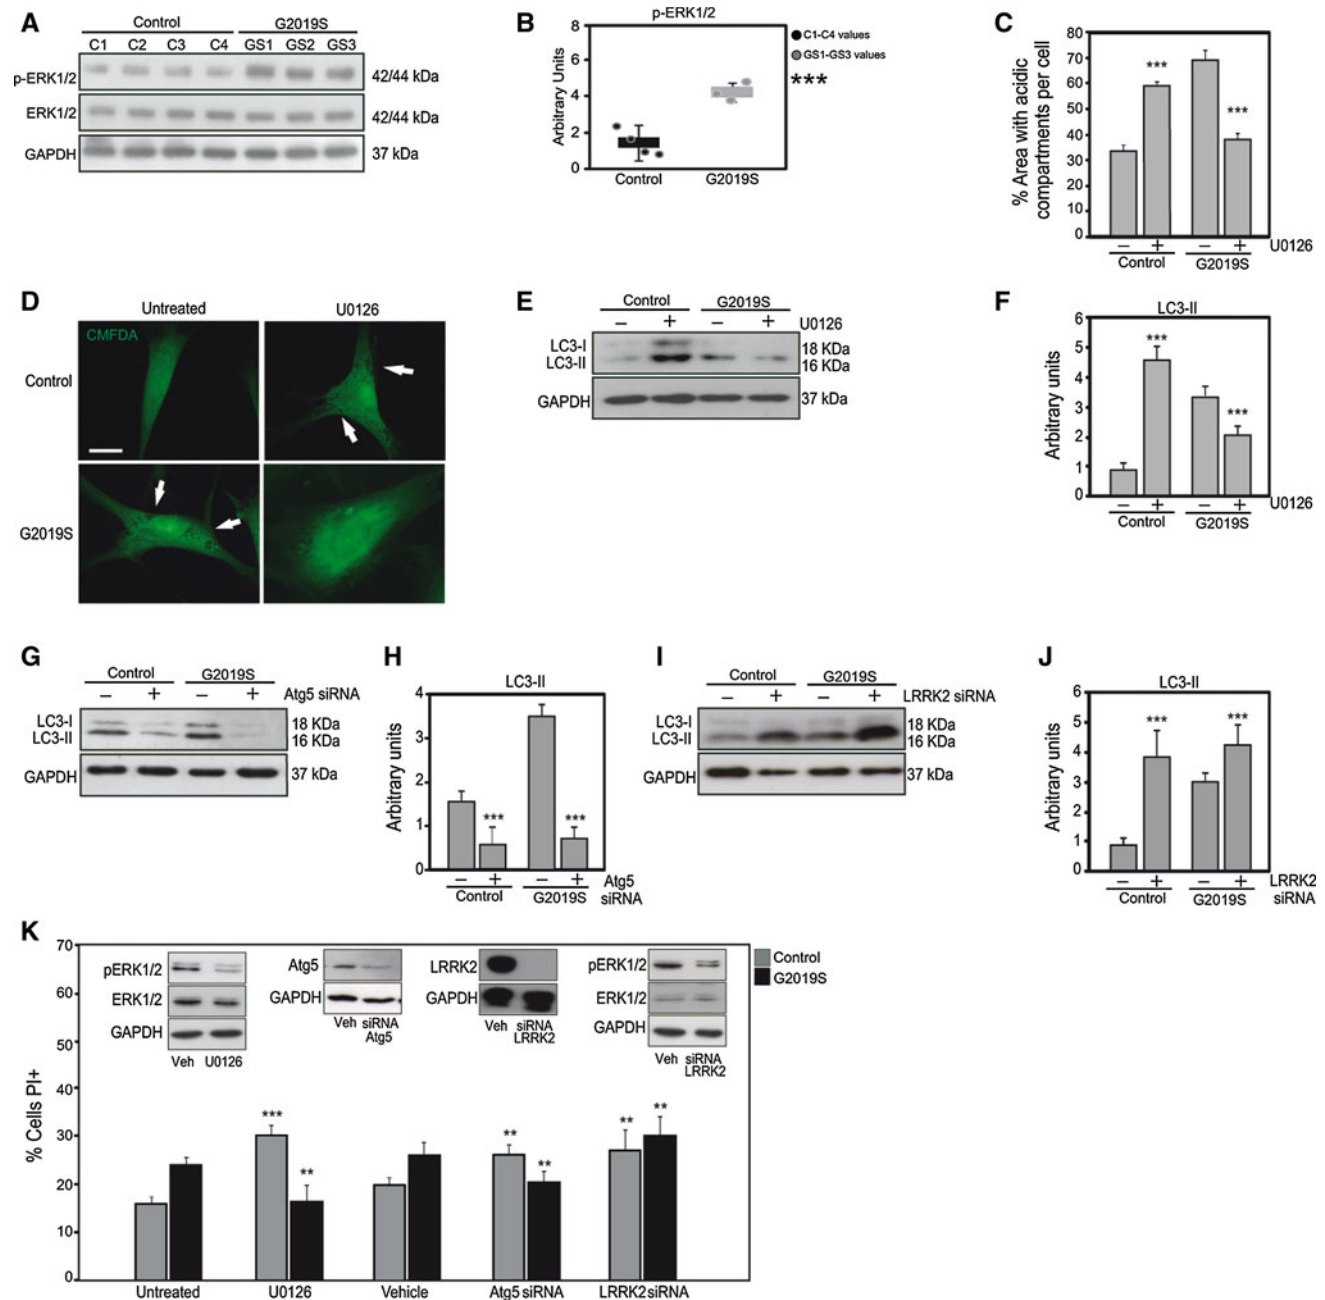 A
Control G2019S
C1 C2 C3 C4 GS1 GS2 GS3
p-ERK1/2 42/44 kDa
ERK1/2 42/44 kDa
GAPDH 37 kDa
B
p-ERK1/2
Arbitrary Units
8
6
4
2
0
Control G2019S
C1-C4 values
GS1-GS3 values
***
C
% Area with acidic
compartments per cell
80
70
60
50
40
30
20
10
0
*** ***
– + – + U0126
Control G2019S
D
Untreated U0126
CMFDA
Control
G2019S
E
Control G2019S
– + – + U0126
LC3-I 18 KDa
LC3-II 16 KDa
GAPDH 37 kDa
F
LC3-II
Arbitrary units
6
5
4
3
2
1
0
*** ***
– + – + U0126
Control G2019S
G
Control G2019S
– + – + Atg5 siRNA
LC3-I 18 KDa
LC3-II 16 KDa
GAPDH 37 kDa
H
LC3-II
Arbitrary units
4
3
2
1
0
*** ***
– + – + Atg5
Control G2019S siRNA
I
Control G2019S
– + – + LRRK2 siRNA
LC3-I 18 KDa
LC3-II 16 KDa
GAPDH 37 kDa
J
LC3-II
Arbitrary units
6
5
4
3
2
1
0
*** ***
– + – + LRRK2
Control G2019S siRNA
K
% Cells PI+
70
60
50
40
30
20
10
0
pERK1/2
ERK1/2
GAPDH
Veh U0126
Atg5
GAPDH
Veh siRNA
Atg5
LRRK2
GAPDH
Veh siRNA
LRRK2
pERK1/2
ERK1/2
GAPDH
Veh siRNA
LRRK2
Control
G2019S
*** ** ** ** ** **
Untreated U0126 Vehicle Atg5 siRNA LRRK2 siRNA